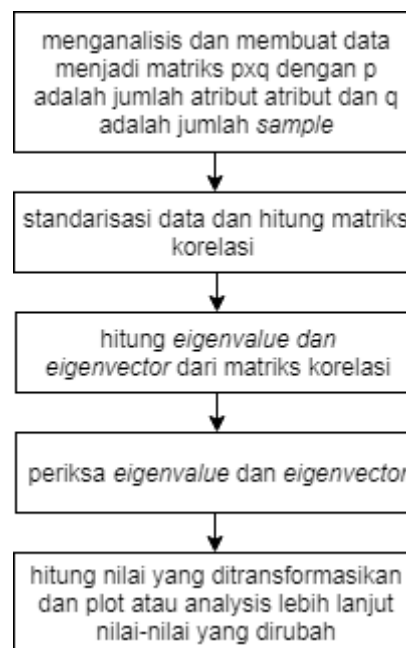 menganalisis dan membuat data
menjadi matriks pxq dengan p
adalah jumlah atribut atribut dan q
adalah jumlah sample
standarisasi data dan hitung matriks
korelasi
hitung eigenvalue dan
eigenvector dari matriks korelasi
periksa eigenvalue dan eigenvector
hitung nilai yang ditransformasikan
dan plot atau analysis lebih lanjut
nilai-nilai yang dirubah